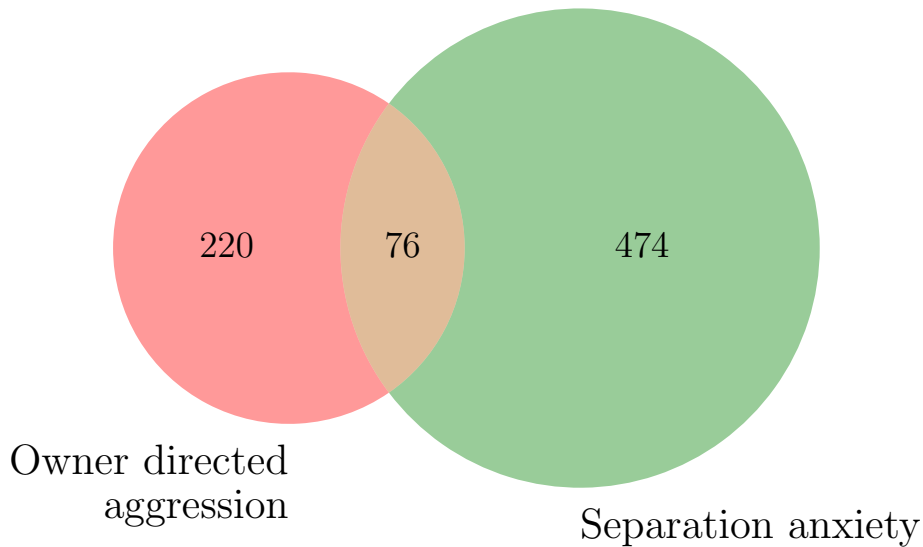 220
76
474
Owner directed
aggression
Separation anxiety